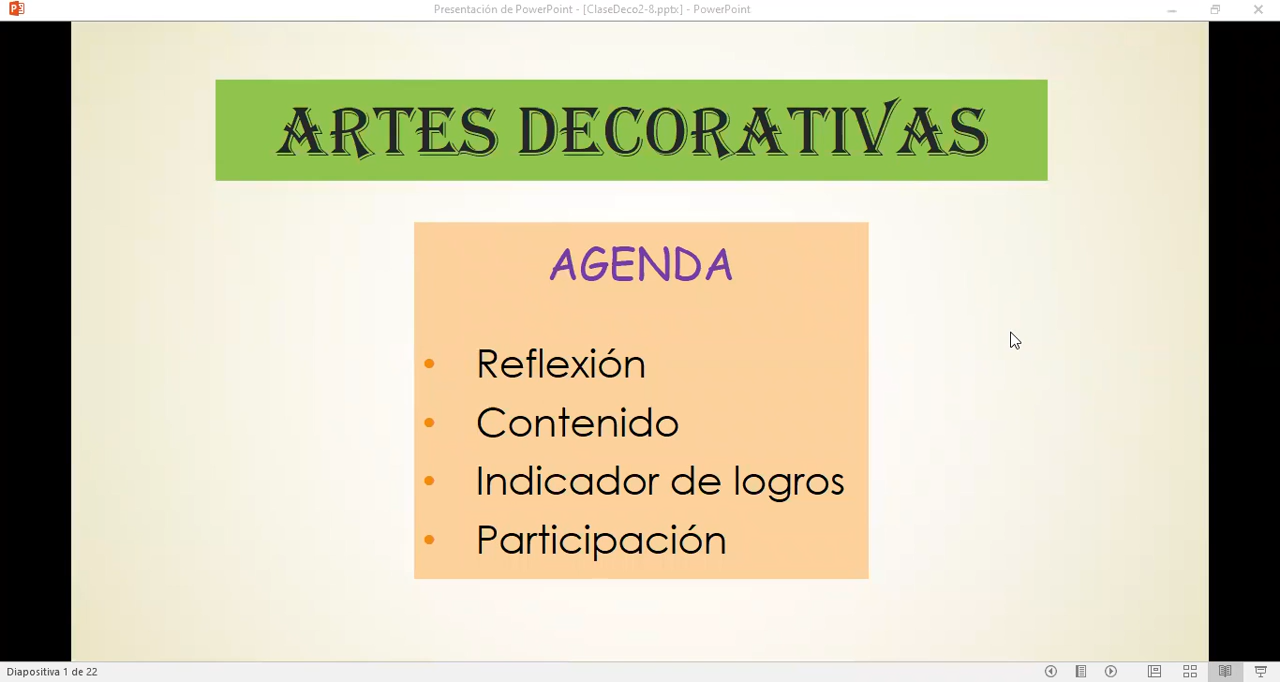 Presentación de PowerPoint - [ClaseDeco2-8.pptx] - PowerPoint
ARTES DECORATIVAS
AGENDA
• Reflexión
• Contenido
• Indicador de logros
• Participación
Diapositiva 1 de 22